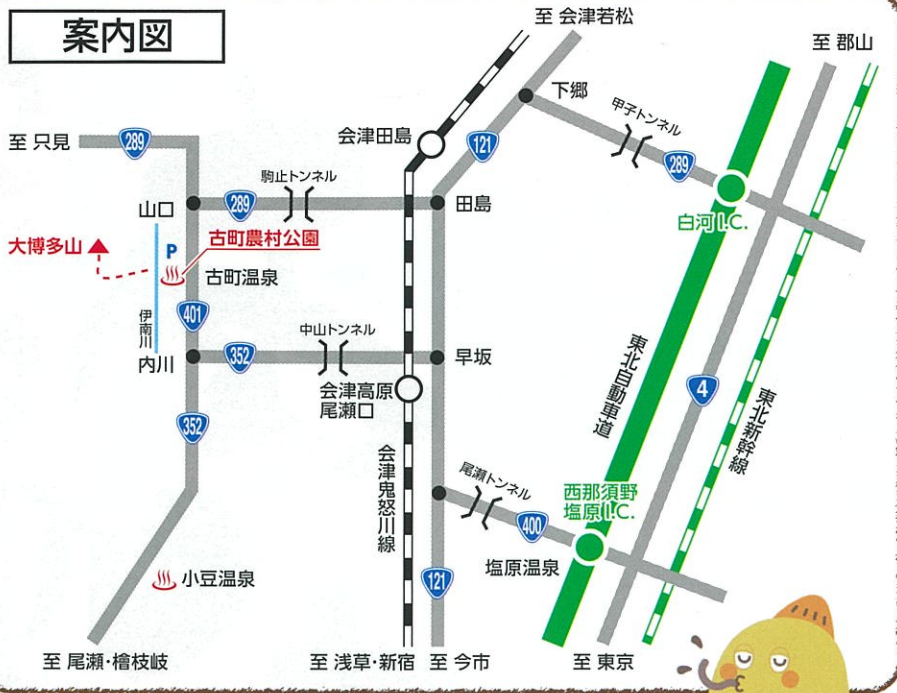 案内図
至 会津若松
至 郡山
下郷
甲子トンネル
289
白河 I.C.
至 只見
289
会津田島
121
駒止トンネル
289
山口
田島
大博多山
P
古町農村公園
古町温泉
401
伊南川
中山トンネル
352
内川
早坂
会津高原
尾瀬口
352
東北自動車道
4
東北新幹線
会津鬼怒川線
尾瀬トンネル
400
西那須野
塩原 I.C.
塩原温泉
121
小豆温泉
至 尾瀬・檜枝岐
至 浅草・新宿
至 今市
至 東京